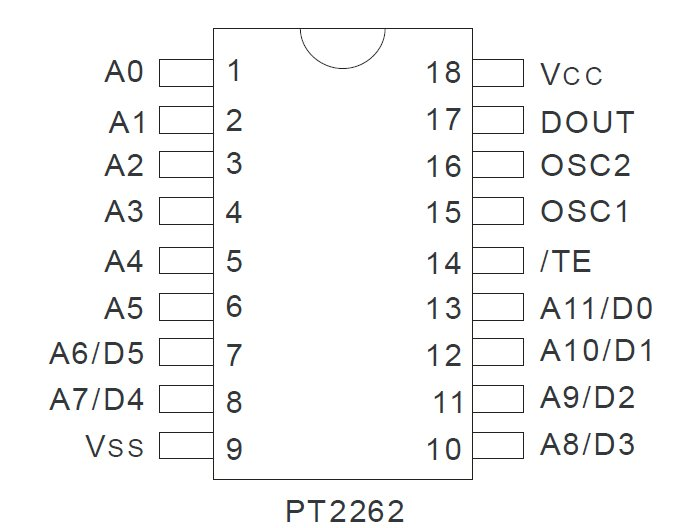 A0 1 18 VCC
A1 2 17 DOUT
A2 3 16 OSC2
A3 4 15 OSC1
A4 5 14 /TE
A5 6 13 A11/D0
A6/D5 7 12 A10/D1
A7/D4 8 11 A9/D2
VSS 9 10 A8/D3
PT2262